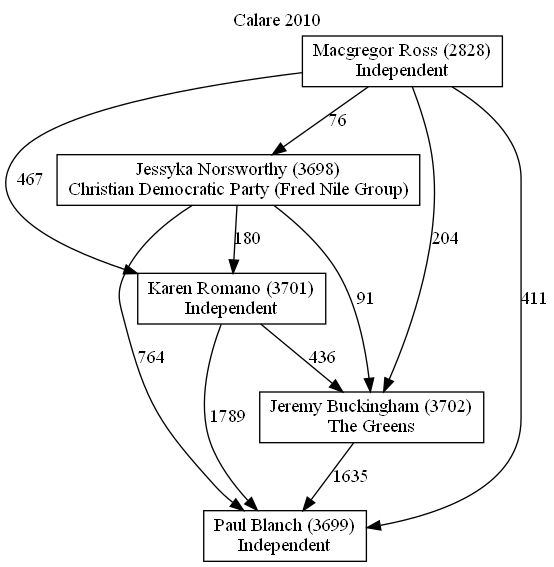 Calare 2010
Macgregor Ross (2828)
Independent
76
Jessyka Norsworthy (3698)
Christian Democratic Party (Fred Nile Group)
467
180
204
Karen Romano (3701)
Independent
91
411
764
436
Jeremy Buckingham (3702)
The Greens
1789
1635
Paul Blanch (3699)
Independent